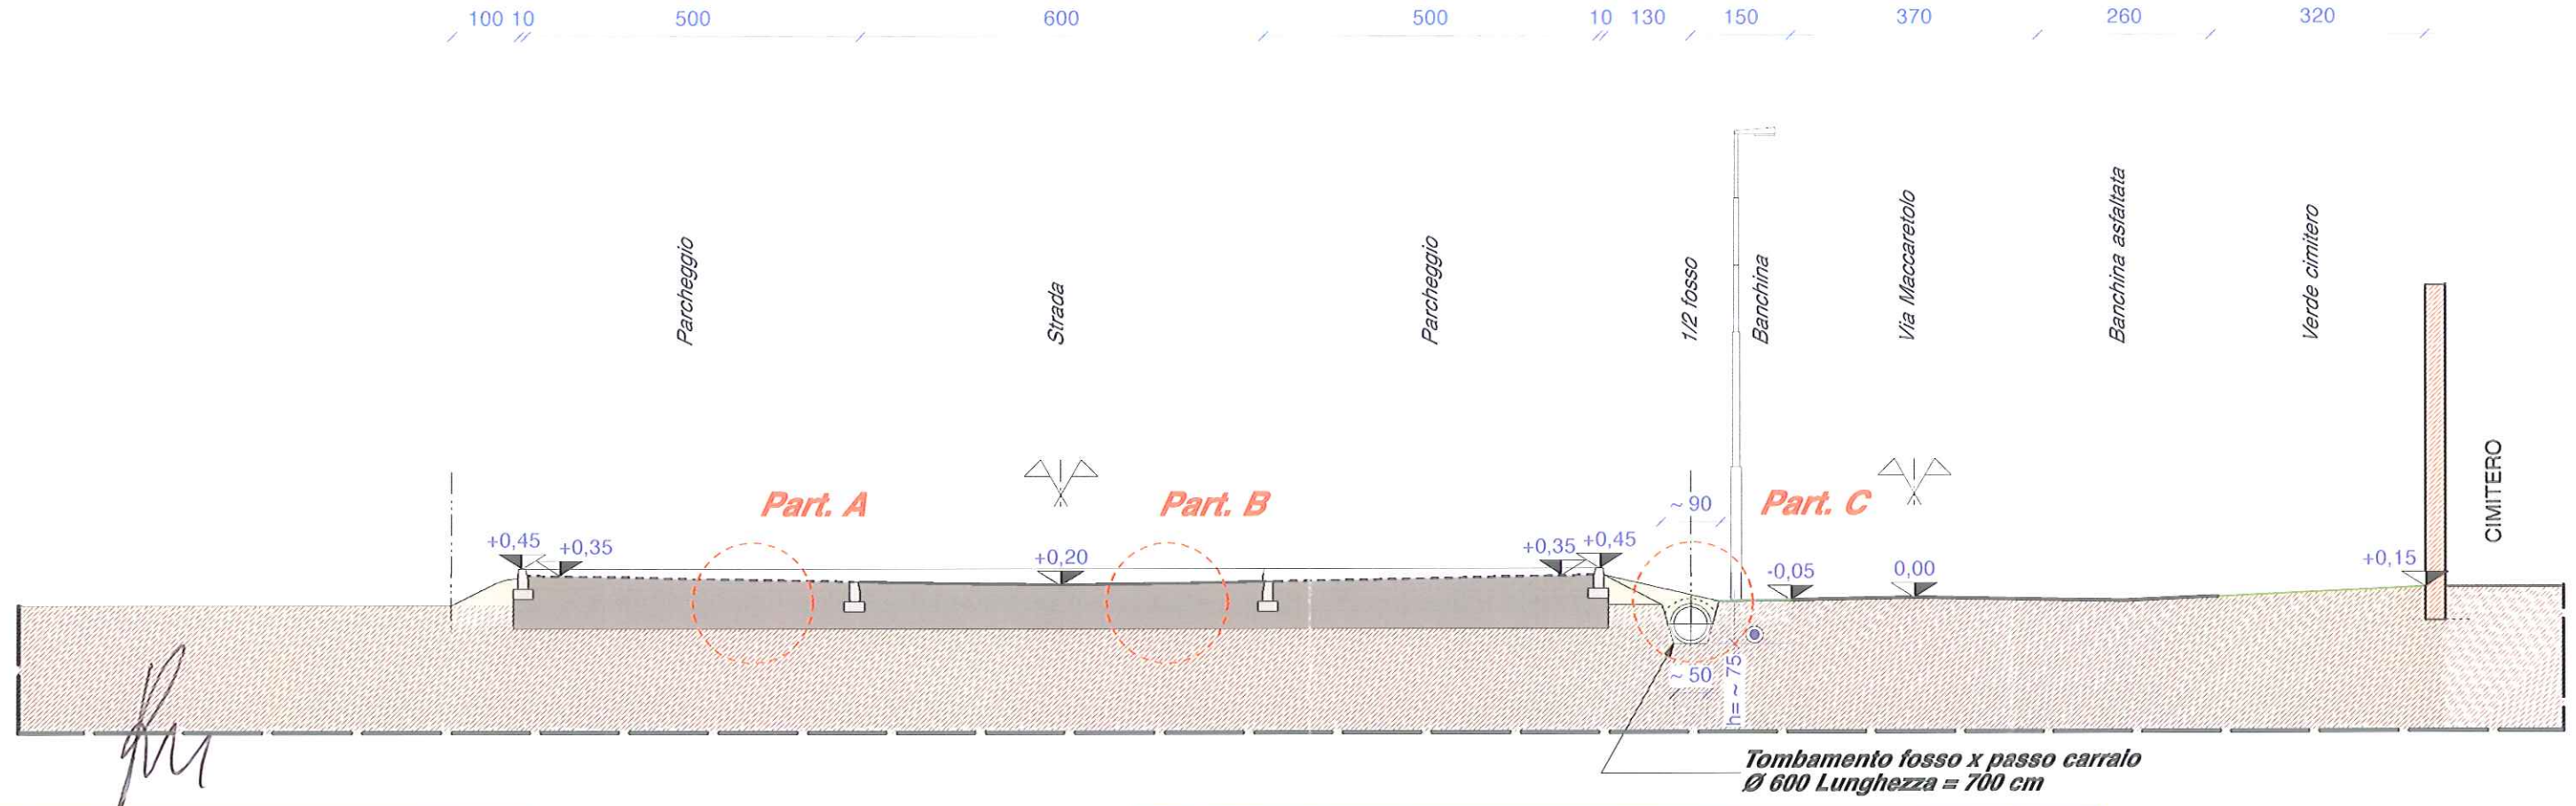 100 10 500 600 500 10 130 150 370 260 320
Parcheggio
Strada
Parcheggio
1/2 fosso
Banchina
Via Maccaretolo
Banchina asfaltata
Verde cimitero
CIMITERO
Part. A
Part. B
Part. C
~ 90
+0,45
+0,35
+0,20
+0,35
+0,45
-0,05
0,00
+0,15
~ 50
h= ~ 75
Tombamento fosso x passo carraio
Ø 600 Lunghezza = 700 cm